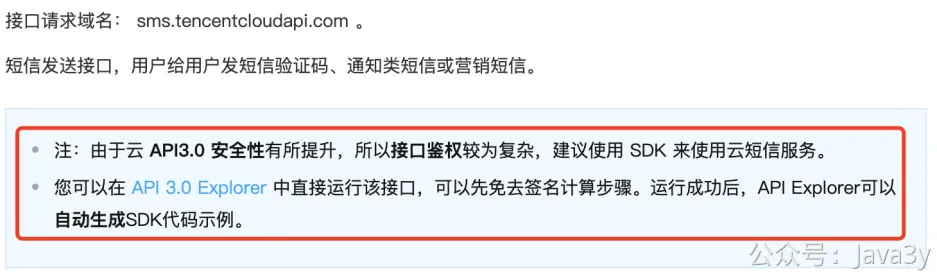 接口请求域名： sms.tencentcloudapi.com 。
短信发送接口，用户给用户发短信验证码、通知类短信或营销短信。
注：由于云 API3.0 安全性有所提升，所以接口鉴权较为复杂，建议使用 SDK 来使用云短信服务。
您可以在 API 3.0 Explorer 中直接运行该接口，可以先免去签名计算步骤。运行成功后，API Explorer可以
自动生成SDK代码示例。
公众号：Java3y